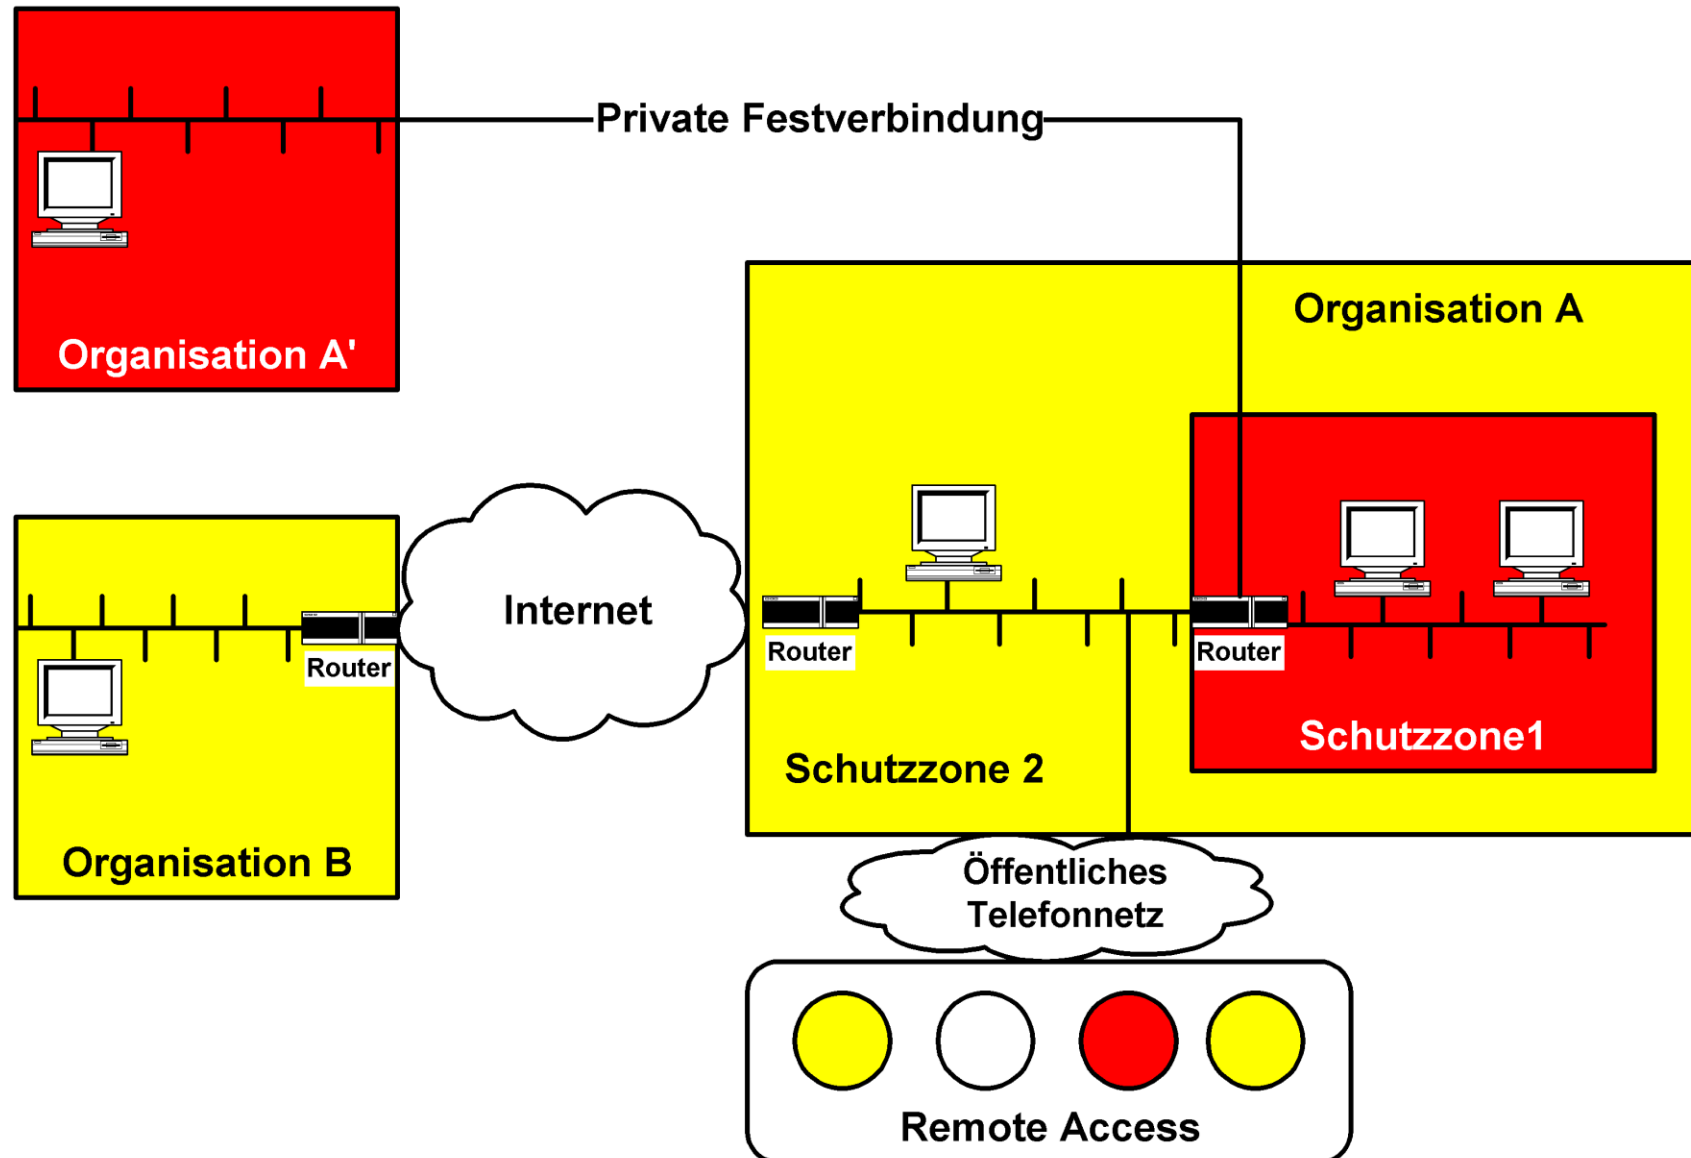 Private Festverbindung
Organisation A'
Organisation A
Internet
Router
Router
Router
Schutzzone1
Schutzzone 2
Organisation B
Öffentliches
Telefonnetz
Remote Access